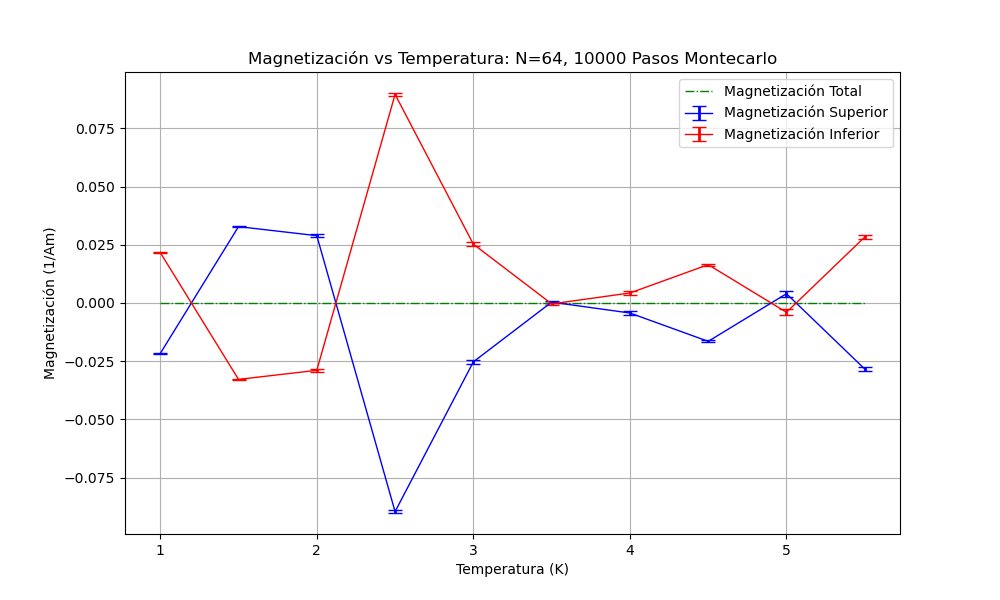 Magnetización vs Temperatura: N=64, 10000 Pasos Montecarlo
Magnetización Total
Magnetización Superior
Magnetización Inferior
Magnetización (1/Am)
0.075
0.050
0.025
0.000
−0.025
−0.050
−0.075
1
2
3
4
5
Temperatura (K)